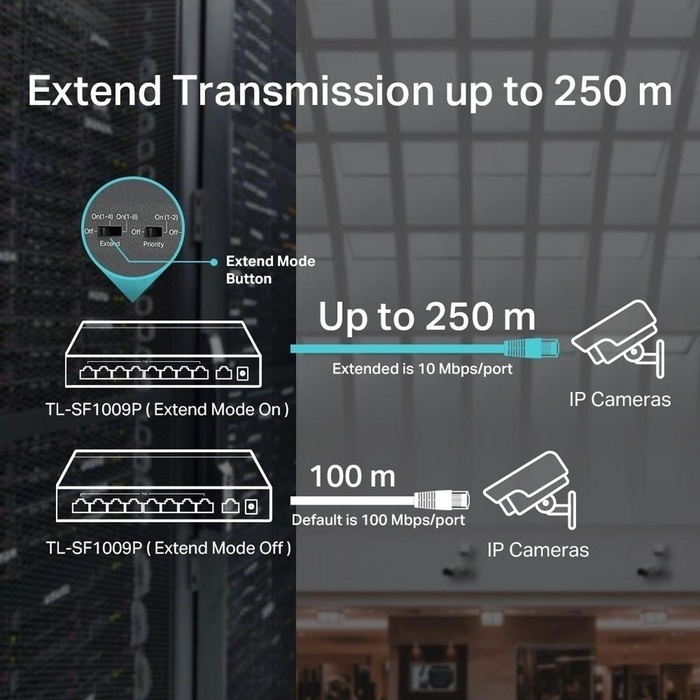 Extend Transmission up to 250 m
On(1-4) On(1-8) On (1-2)
Off Off Off
Extend Priority
Extend Mode
Button
Up to 250 m
Extended is 10 Mbps/port
IP Cameras
TL-SF1009P ( Extend Mode On )
100 m
Default is 100 Mbps/port
TL-SF1009P ( Extend Mode Off )
IP Cameras